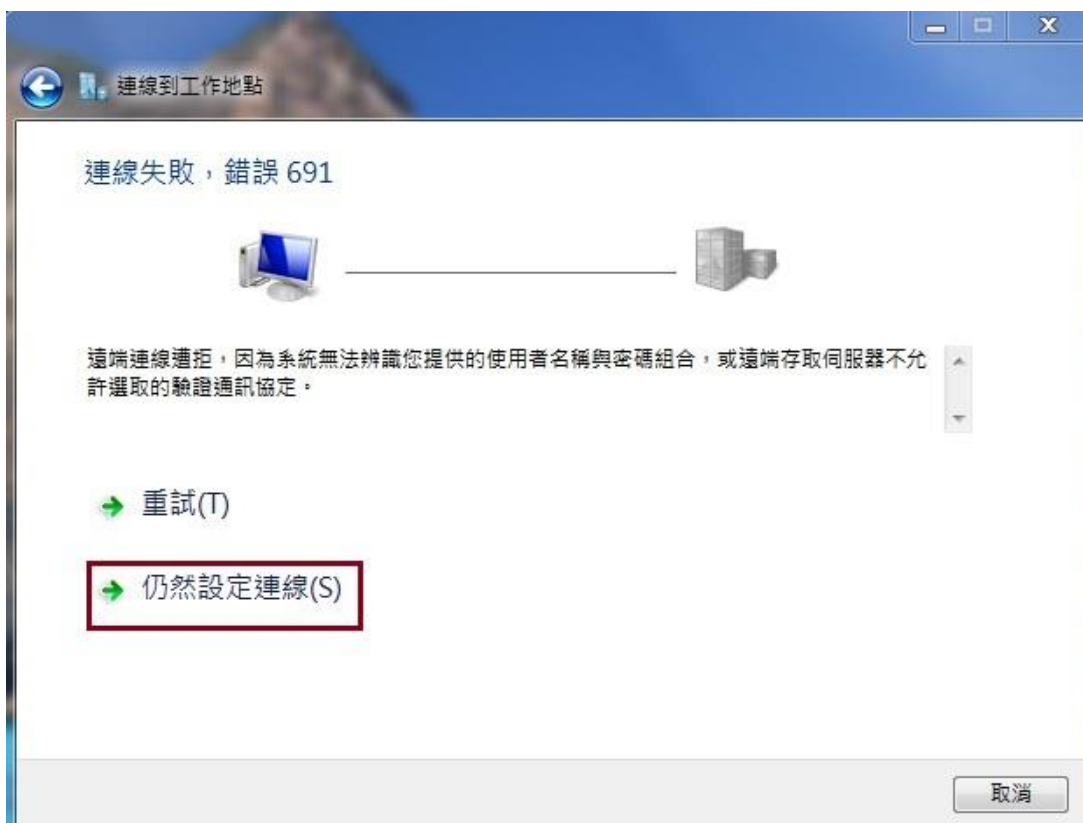 連線到工作地點
連線失敗，錯誤 691
遠端連線遭拒，因為系統無法辨識您提供的使用者名稱與密碼組合，或遠端存取伺服器不允
許選取的驗證通訊協定。
重試(T)
仍然設定連線(S)
取消